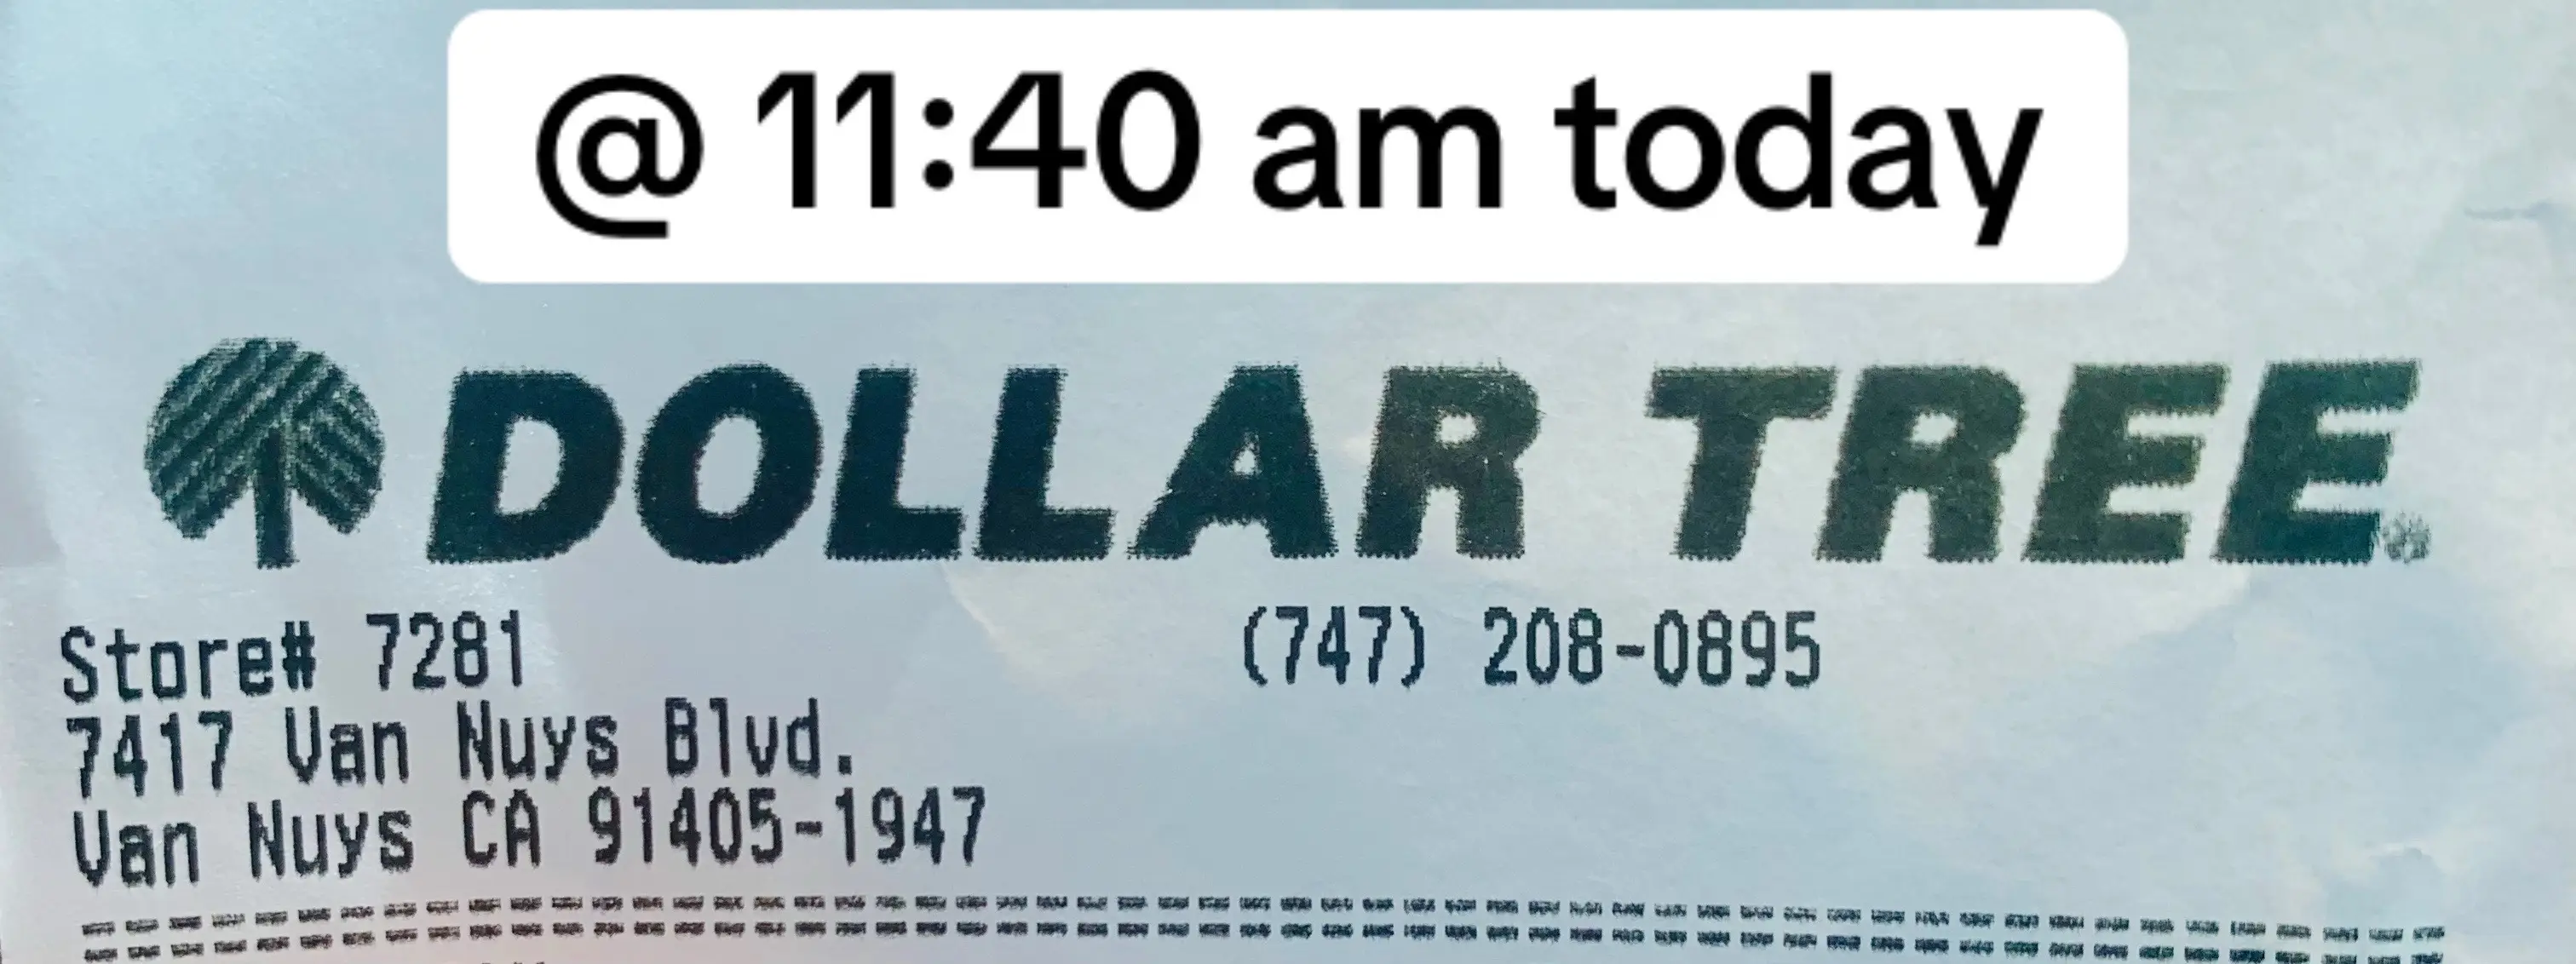 @ 11:40 am today
DOLLAR TREE®
Store# 7281 (747) 208-0895
7417 Van Nuys Blvd.
Van Nuys CA 91405-1947